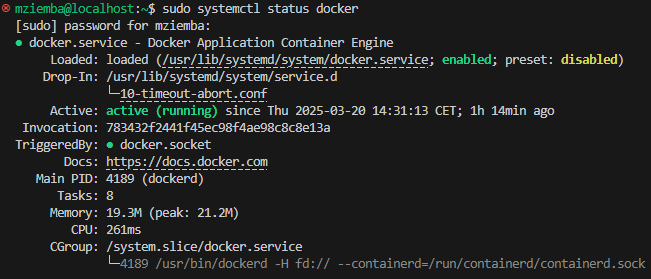 mziemba@localhost:~$ sudo systemctl status docker
[sudo] password for mziemba:
● docker.service - Docker Application Container Engine
     Loaded: loaded (/usr/lib/systemd/system/docker.service; enabled; preset: disabled)
    Drop-In: /usr/lib/systemd/system/service.d
             └─10-timeout-abort.conf
     Active: active (running) since Thu 2025-03-20 14:31:13 CET; 1h 14min ago
 Invocation: 783432f2441f45ec98f4ae98c8c8e13a
TriggeredBy: ● docker.socket
       Docs: https://docs.docker.com
   Main PID: 4189 (dockerd)
      Tasks: 8
     Memory: 19.3M (peak: 21.2M)
        CPU: 261ms
     CGroup: /system.slice/docker.service
             └─4189 /usr/bin/dockerd -H fd:// --containerd=/run/containerd/containerd.sock